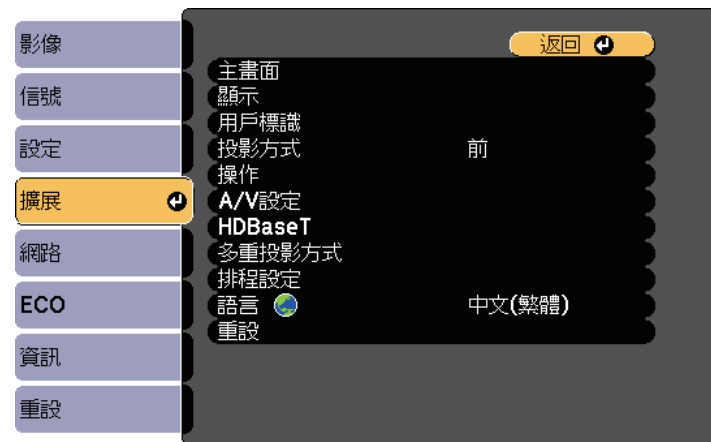 影像
信號
設定
擴展
網路
ECO
資訊
重設
返回
主畫面
顯示
用戶標識
投影方式 前
操作
A/V設定
HDBaseT
多重投影方式
排程設定
語言 中文(繁體)
重設